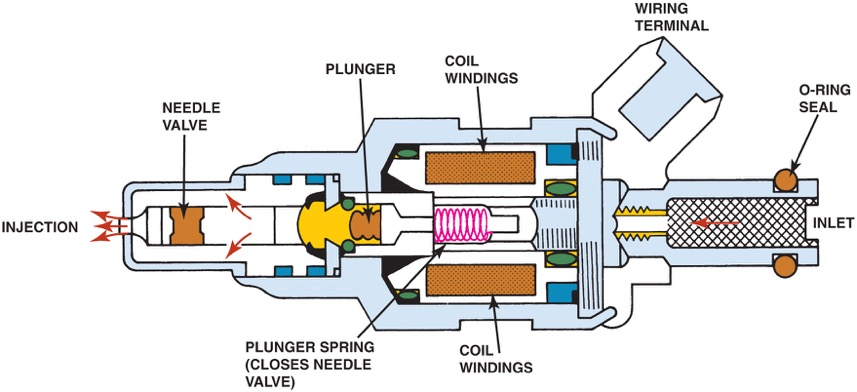 WIRING
TERMINAL
COIL
WINDINGS
PLUNGER
O-RING
SEAL
NEEDLE
VALVE
INJECTION
INLET
PLUNGER SPRING
(CLOSES NEEDLE
VALVE)
COIL
WINDINGS